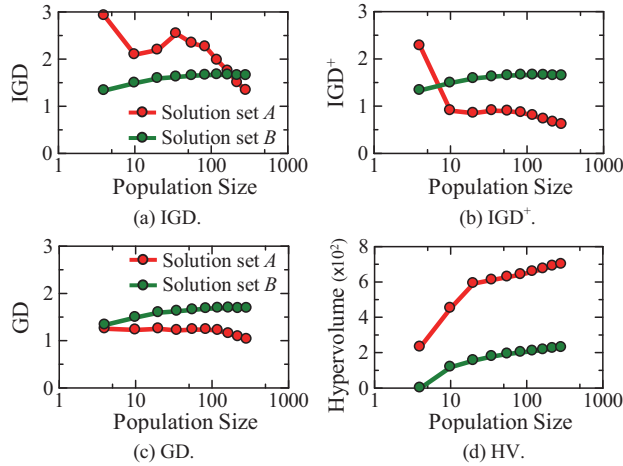 3
2
1
0
IGD
Solution set A
Solution set B
1 10 100 1000
Population Size
(a) IGD.
3
2
1
0
IGD⁺
1 10 100 1000
Population Size
(b) IGD⁺.
3
2
1
0
GD
Solution set A
Solution set B
1 10 100 1000
Population Size
(c) GD.
8
6
4
2
0
Hypervolume (x10²)
1 10 100 1000
Population Size
(d) HV.